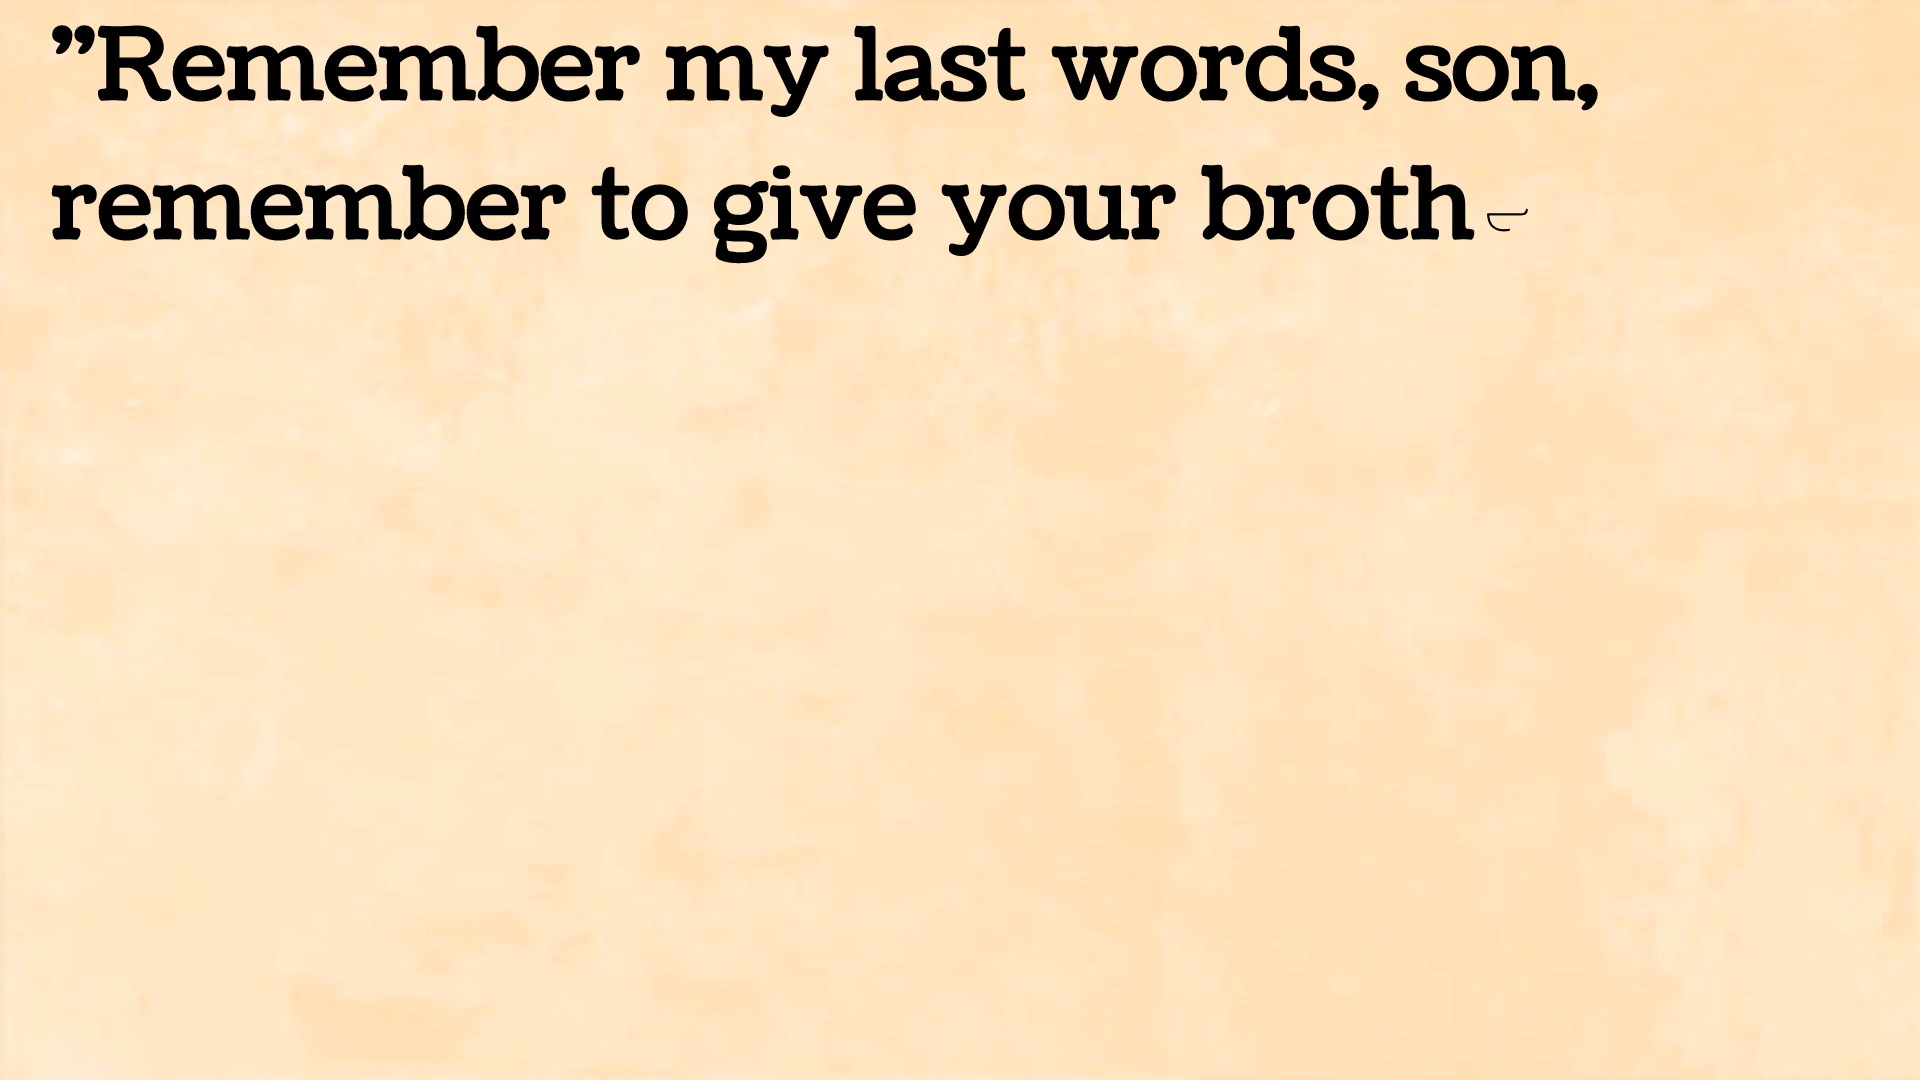 ”Remember my last words, son,
remember to give your broth